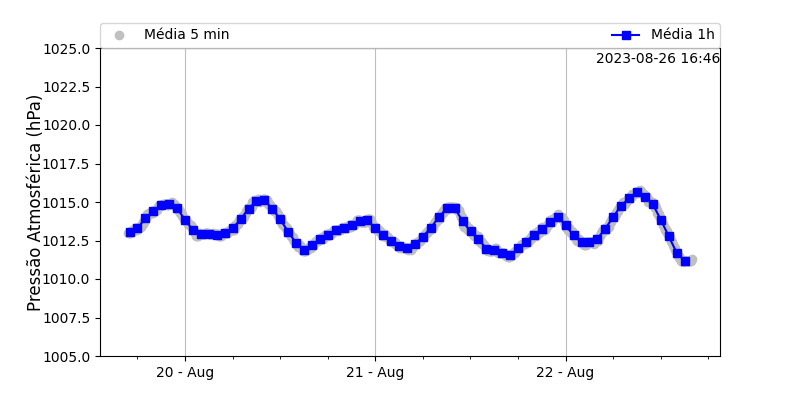 Média 5 min
Média 1h
2023-08-26 16:46
Pressão Atmosférica (hPa)
1025.0
1022.5
1020.0
1017.5
1015.0
1012.5
1010.0
1007.5
1005.0
20 - Aug
21 - Aug
22 - Aug